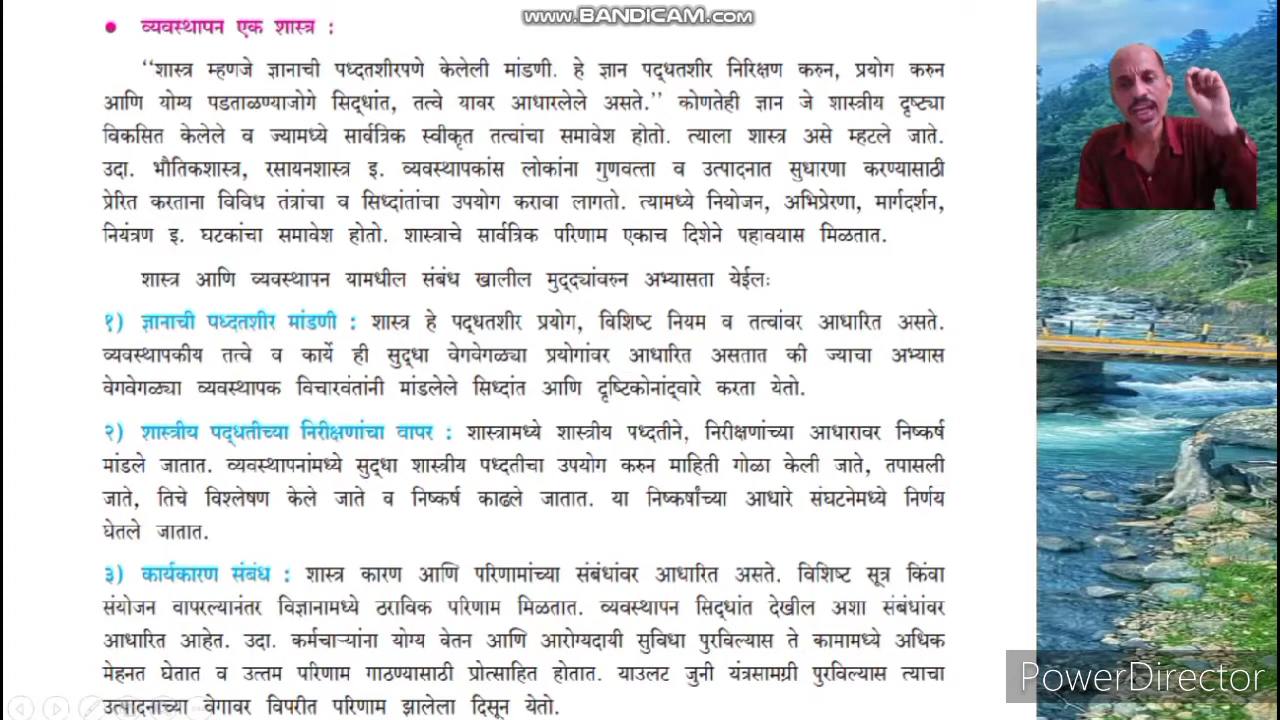 www.BANDICAM.com
• व्यवस्थापन एक शास्त्र :
‘‘शास्त्र म्हणजे ज्ञानाची पध्दतशीरपणे केलेली मांडणी. हे ज्ञान पद्धतशीर निरिक्षण करुन, प्रयोग करुन
आणि योग्य पडताळण्याजोगे सिद्धांत, तत्वे यावर आधारलेले असते.’’ कोणतेही ज्ञान जे शास्त्रीय दृष्ट्या
विकसित केलेले व ज्यामध्ये सार्वत्रिक स्वीकृत तत्वांचा समावेश होतो. त्याला शास्त्र असे म्हटले जाते.
उदा. भौतिकशास्त्र, रसायनशास्त्र इ. व्यवस्थापकांस लोकांना गुणवत्ता व उत्पादनात सुधारणा करण्यासाठी
प्रेरित करताना विविध तंत्रांचा व सिध्दांतांचा उपयोग करावा लागतो. त्यामध्ये नियोजन, अभिप्रेरणा, मार्गदर्शन,
नियंत्रण इ. घटकांचा समावेश होतो. शास्त्राचे सार्वत्रिक परिणाम एकाच दिशेने पहावयास मिळतात.
शास्त्र आणि व्यवस्थापन यामधील संबंध खालील मुद्द्यांवरुन अभ्यासता येईलः
१) ज्ञानाची पध्दतशीर मांडणी : शास्त्र हे पद्धतशीर प्रयोग, विशिष्ट नियम व तत्वांवर आधारित असते.
व्यवस्थापकीय तत्वे व कार्ये ही सुद्धा वेगवेगळ्या प्रयोगांवर आधारित असतात की ज्याचा अभ्यास
वेगवेगळ्या व्यवस्थापक विचारवंतांनी मांडलेले सिध्दांत आणि दृष्टिकोनांद्वारे करता येतो.
२) शास्त्रीय पद्धतीच्या निरीक्षणांचा वापर : शास्त्रामध्ये शास्त्रीय पध्दतीने, निरीक्षणांच्या आधारावर निष्कर्ष
मांडले जातात. व्यवस्थापनांमध्ये सुद्धा शास्त्रीय पध्दतीचा उपयोग करुन माहिती गोळा केली जाते, तपासली
जाते, तिचे विश्लेषण केले जाते व निष्कर्ष काढले जातात. या निष्कर्षांच्या आधारे संघटनेमध्ये निर्णय
घेतले जातात.
३) कार्यकारण संबंध : शास्त्र कारण आणि परिणामांच्या संबंधांवर आधारित असते. विशिष्ट सूत्र किंवा
संयोजन वापरल्यानंतर विज्ञानामध्ये ठराविक परिणाम मिळतात. व्यवस्थापन सिद्धांत देखील अशा संबंधांवर
आधारित आहेत. उदा. कर्मचाऱ्यांना योग्य वेतन आणि आरोग्यदायी सुविधा पुरविल्यास ते कामामध्ये अधिक
मेहनत घेतात व उत्तम परिणाम गाठण्यासाठी प्रोत्साहित होतात. याउलट जुनी यंत्रसामग्री पुरविल्यास त्याचा
उत्पादनाच्या वेगावर विपरीत परिणाम झालेला दिसून येतो.
PowerDirector